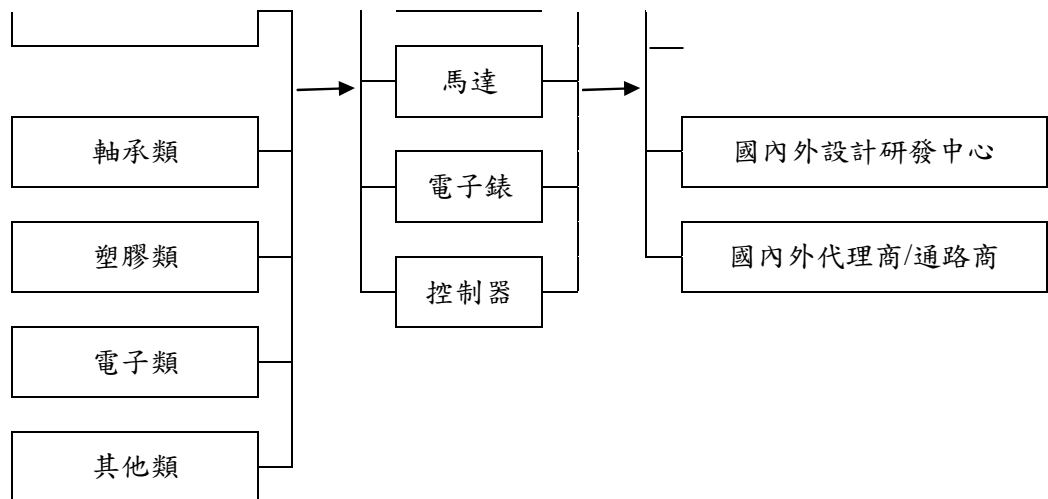 軸承類
塑膠類
電子類
其他類
馬達
電子錶
控制器
國內外設計研發中心
國內外代理商/通路商